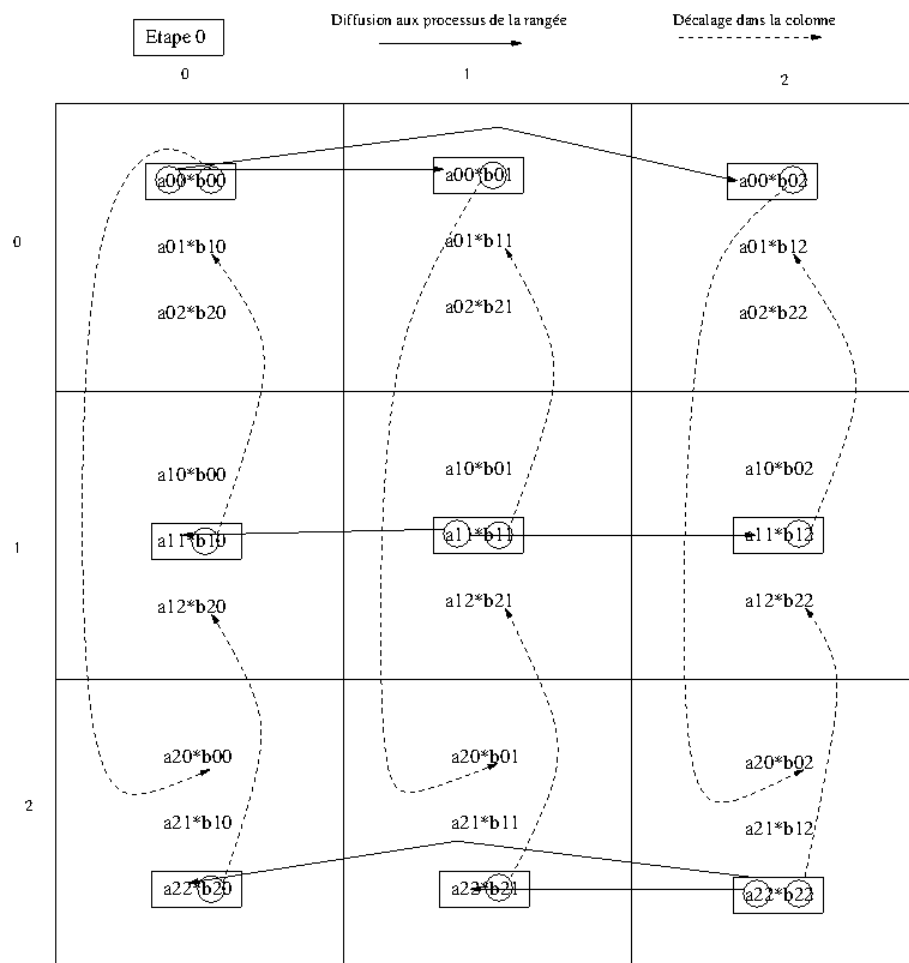 Etape 0
Diffusion aux processus de la rangée
Décalage dans la colonne
0
1
2
0
a00*b00
a00*b01
a00*b02
a01*b10
a01*b11
a01*b12
a02*b20
a02*b21
a02*b22
1
a10*b00
a10*b01
a10*b02
a11*b10
a11*b11
a11*b12
a12*b20
a12*b21
a12*b22
2
a20*b00
a20*b01
a20*b02
a21*b10
a21*b11
a21*b12
a22*b20
a22*b21
a22*b22